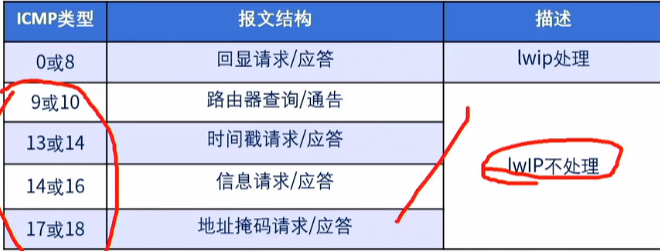 ICMP类型 报文结构 描述
0或8 回显请求/应答 lwip处理
9或10 路由器查询/通告
13或14 时间戳请求/应答
lwIP不处理
14或16 信息请求/应答
17或18 地址掩码请求/应答